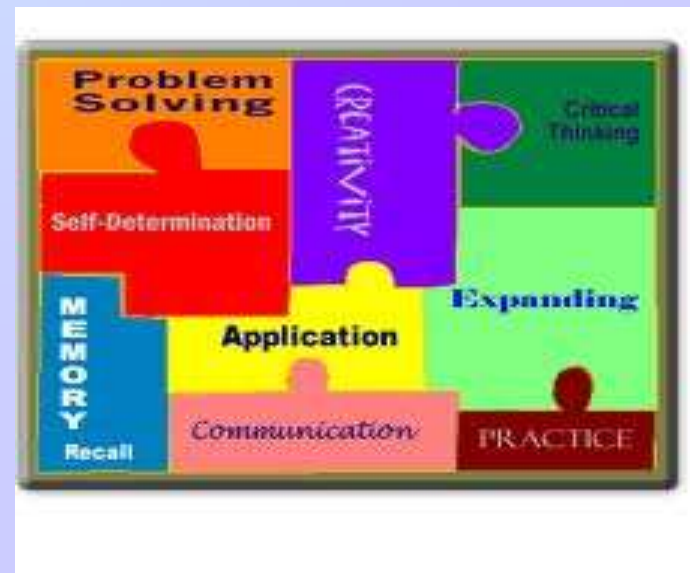 Problem
Solving
CREATiViTY
Critical
Thinking
Self-Determination
MEMORY
Recall
Application
Expanding
Communication
PRACTICE